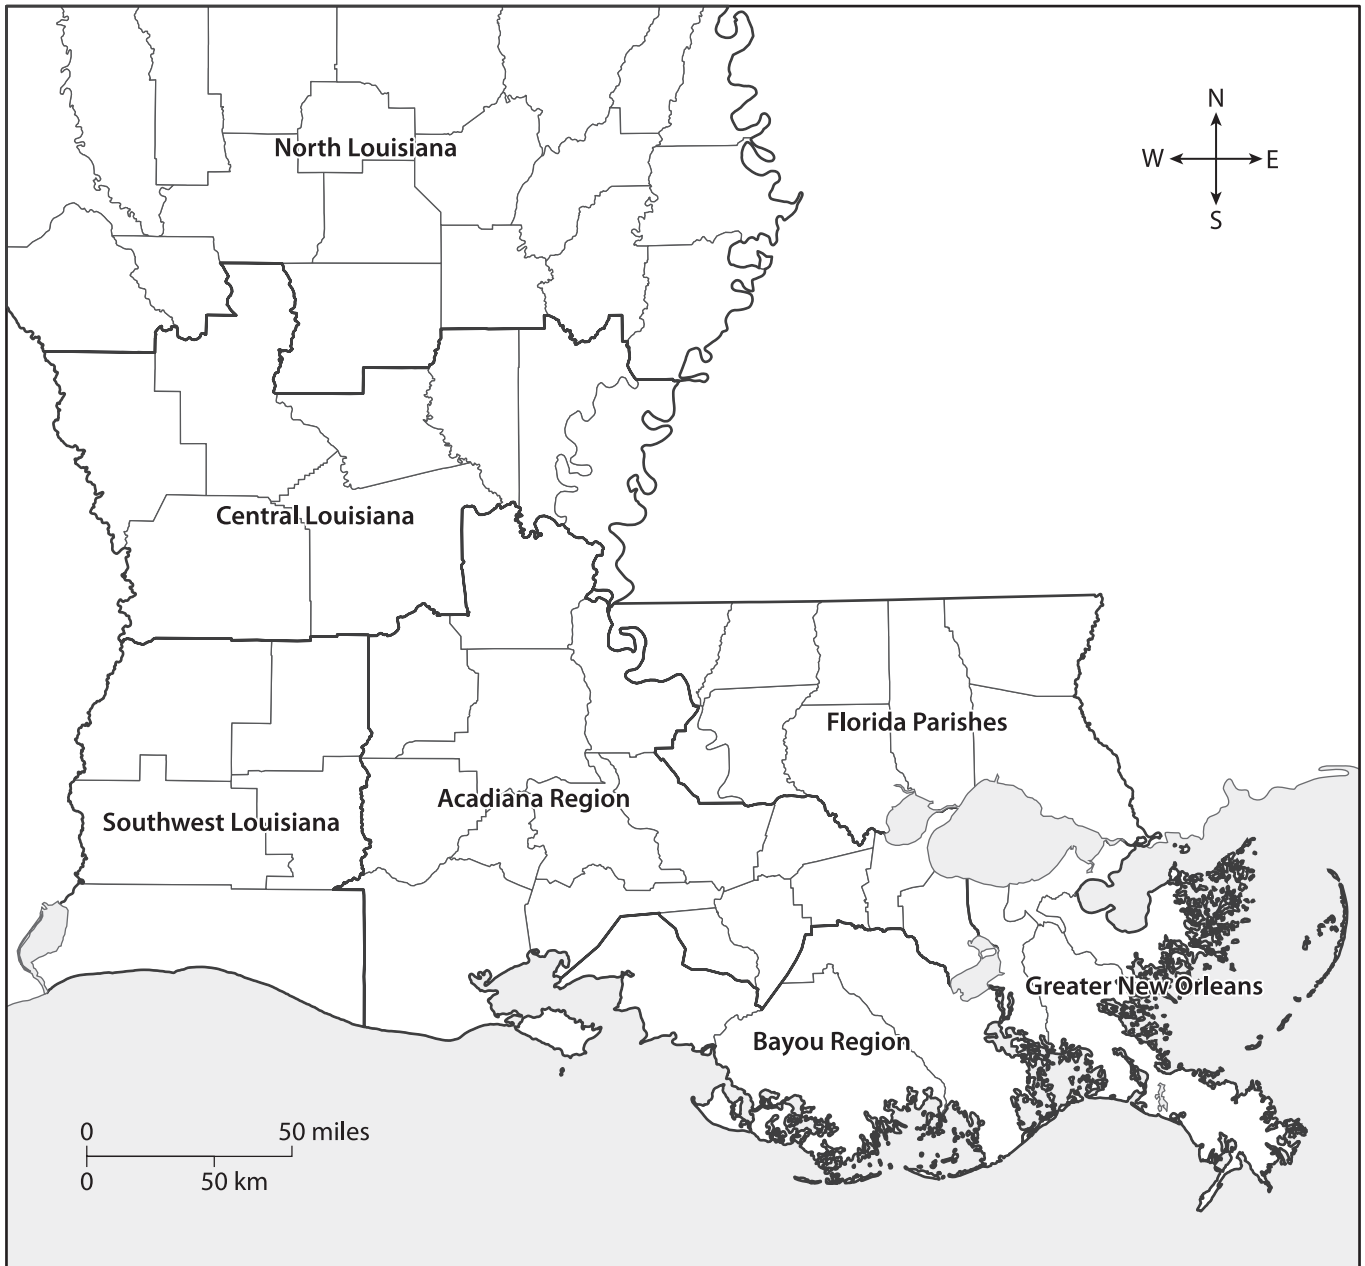 N
W E
S
North Louisiana
Central Louisiana
Florida Parishes
Acadiana Region
Southwest Louisiana
Greater New Orleans
Bayou Region
0 50 miles
0 50 km